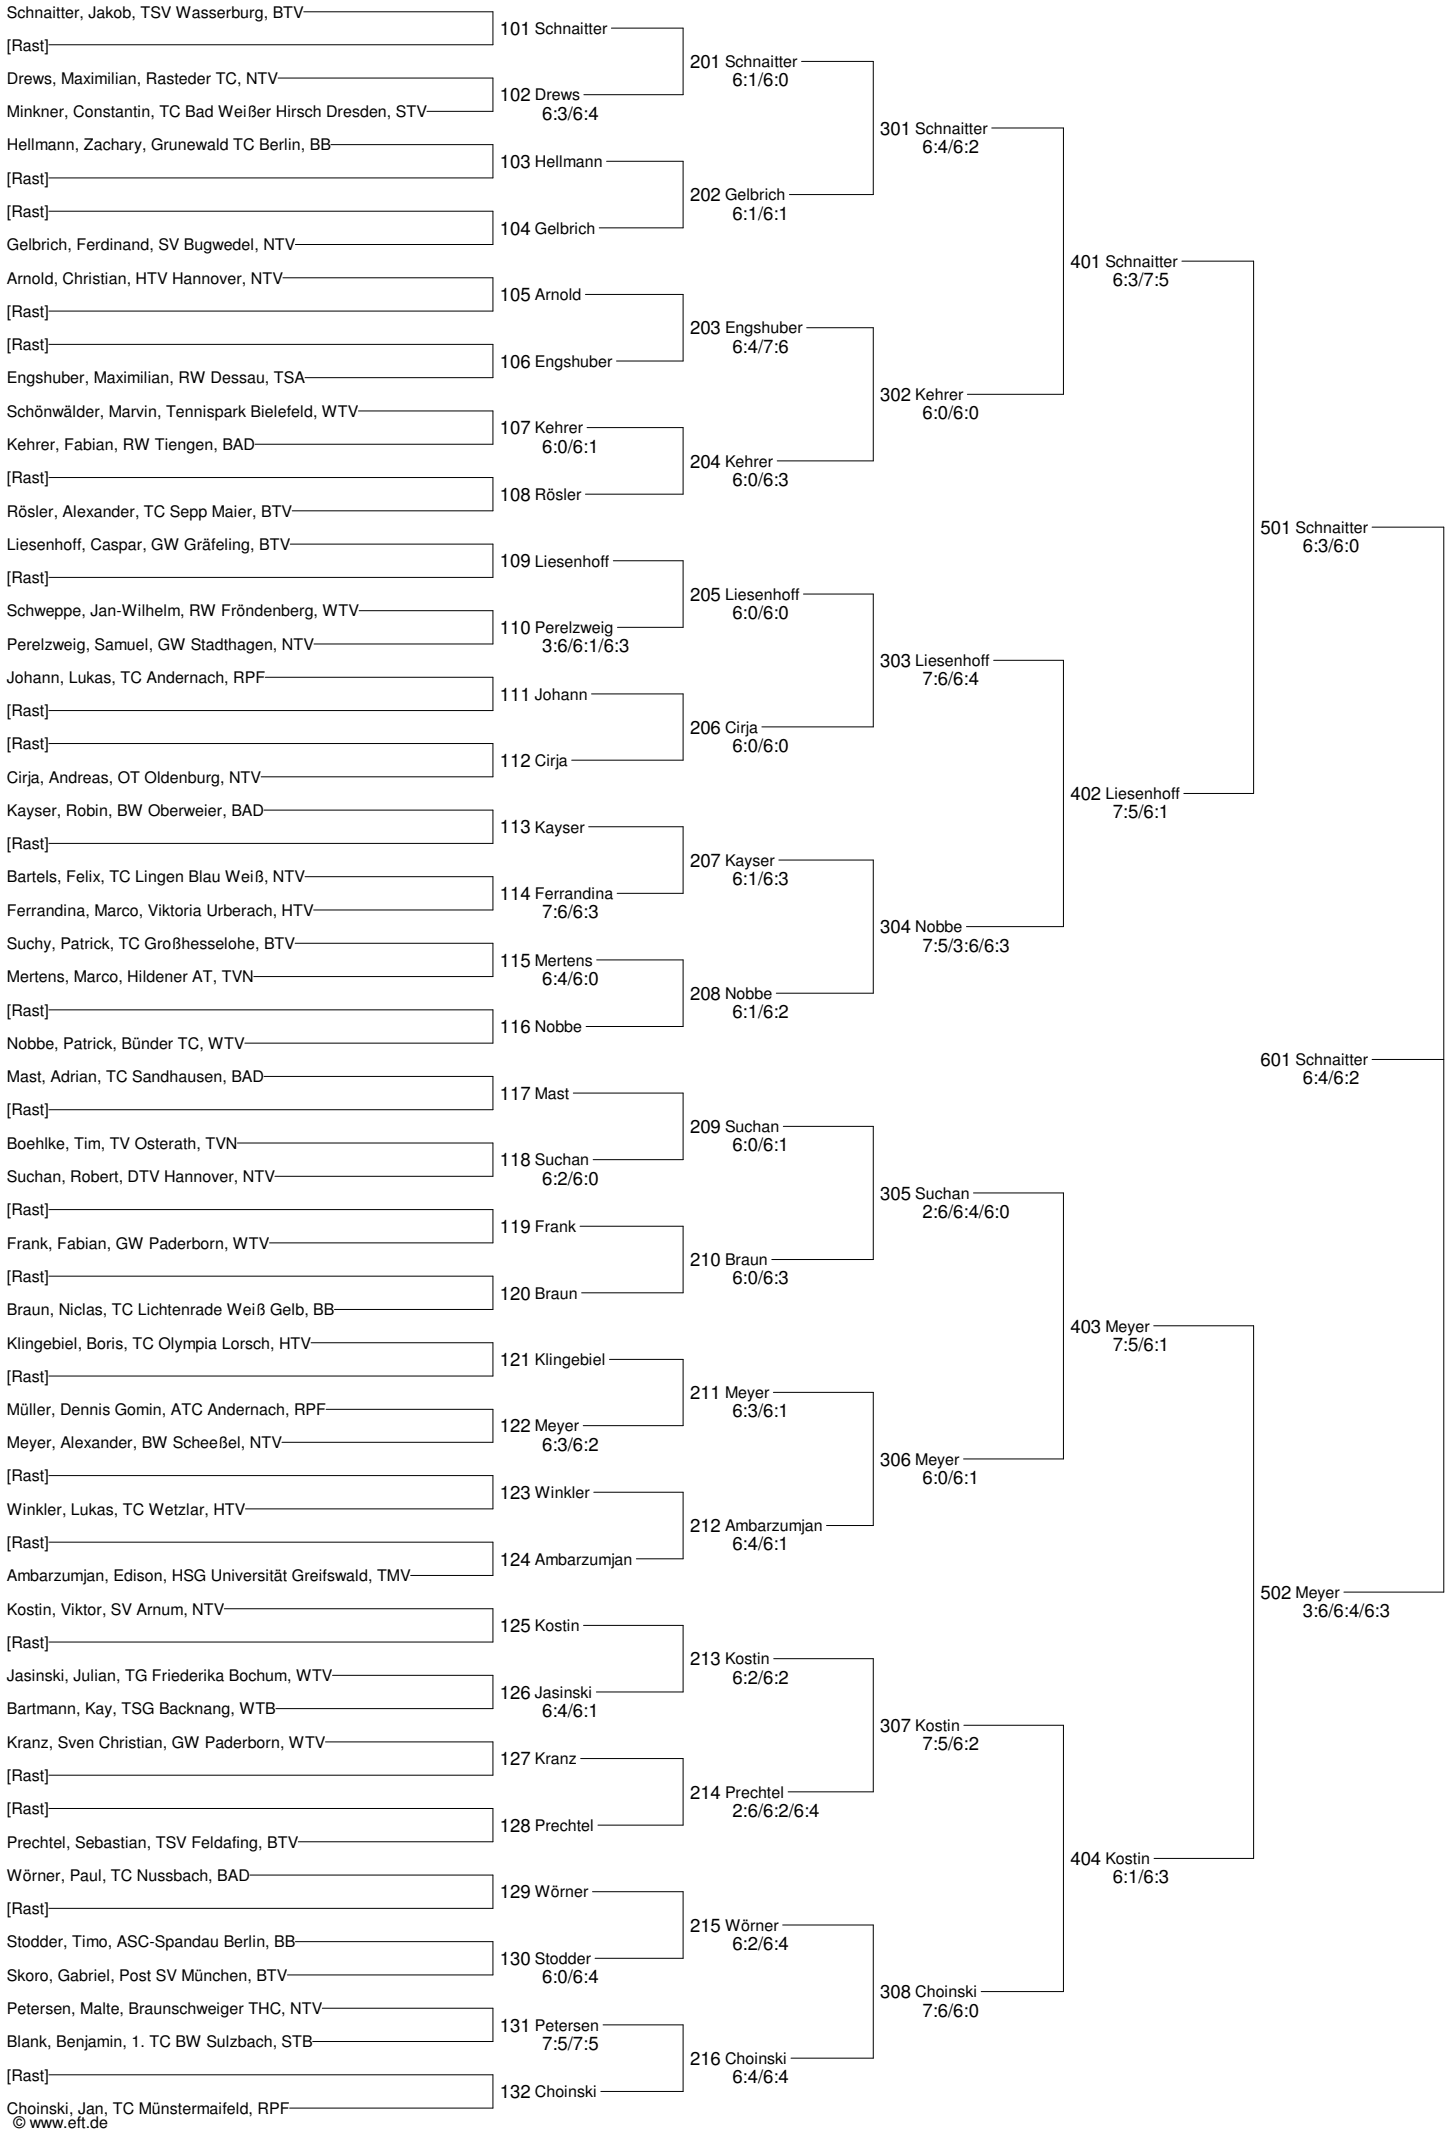 Schnaitter, Jakob, TSV Wasserburg, BTV
[Rast]
Drews, Maximilian, Rasteder TC, NTV
Minkner, Constantin, TC Bad Weißer Hirsch Dresden, STV
Hellmann, Zachary, Grunewald TC Berlin, BB
[Rast]
[Rast]
Gelbrich, Ferdinand, SV Bugwedel, NTV
Arnold, Christian, HTV Hannover, NTV
[Rast]
[Rast]
Engshuber, Maximilian, RW Dessau, TSA
Schönwälder, Marvin, Tennispark Bielefeld, WTV
Kehrer, Fabian, RW Tiengen, BAD
[Rast]
Rösler, Alexander, TC Sepp Maier, BTV
Liesenhoff, Caspar, GW Gräfeling, BTV
[Rast]
Schweppe, Jan-Wilhelm, RW Fröndenberg, WTV
Perelzweig, Samuel, GW Stadthagen, NTV
Johann, Lukas, TC Andernach, RPF
[Rast]
[Rast]
Cirja, Andreas, OT Oldenburg, NTV
Kayser, Robin, BW Oberweier, BAD
[Rast]
Bartels, Felix, TC Lingen Blau Weiß, NTV
Ferrandina, Marco, Viktoria Urberach, HTV
Suchy, Patrick, TC Großhesselohe, BTV
Mertens, Marco, Hildener AT, TVN
[Rast]
Nobbe, Patrick, Bünder TC, WTV
Mast, Adrian, TC Sandhausen, BAD
[Rast]
Boehlke, Tim, TV Osterath, TVN
Suchan, Robert, DTV Hannover, NTV
[Rast]
Frank, Fabian, GW Paderborn, WTV
[Rast]
Braun, Niclas, TC Lichtenrade Weiß Gelb, BB
Klingebiel, Boris, TC Olympia Lorsch, HTV
[Rast]
Müller, Dennis Gomin, ATC Andernach, RPF
Meyer, Alexander, BW Scheeßel, NTV
[Rast]
Winkler, Lukas, TC Wetzlar, HTV
[Rast]
Ambarzumjan, Edison, HSG Universität Greifswald, TMV
Kostin, Viktor, SV Arnum, NTV
[Rast]
Jasinski, Julian, TG Friederika Bochum, WTV
Bartmann, Kay, TSG Backnang, WTB
Kranz, Sven Christian, GW Paderborn, WTV
[Rast]
[Rast]
Prechtel, Sebastian, TSV Feldafing, BTV
Wörner, Paul, TC Nussbach, BAD
[Rast]
Stodder, Timo, ASC-Spandau Berlin, BB
Skoro, Gabriel, Post SV München, BTV
Petersen, Malte, Braunschweiger THC, NTV
Blank, Benjamin, 1. TC BW Sulzbach, STB
[Rast]
Choinski, Jan, TC Münstermaifeld, RPF
© www.eft.de
101 Schnaitter
102 Drews
6:3/6:4
103 Hellmann
104 Gelbrich
105 Arnold
106 Engshuber
107 Kehrer
6:0/6:1
108 Rösler
109 Liesenhoff
110 Perelzweig
3:6/6:1/6:3
111 Johann
112 Cirja
113 Kayser
114 Ferrandina
7:6/6:3
115 Mertens
6:4/6:0
116 Nobbe
117 Mast
118 Suchan
6:2/6:0
119 Frank
120 Braun
121 Klingebiel
122 Meyer
6:3/6:2
123 Winkler
124 Ambarzumjan
125 Kostin
126 Jasinski
6:4/6:1
127 Kranz
128 Prechtel
129 Wörner
130 Stodder
6:0/6:4
131 Petersen
7:5/7:5
132 Choinski
201 Schnaitter
6:1/6:0
202 Gelbrich
6:1/6:1
203 Engshuber
6:4/7:6
204 Kehrer
6:0/6:3
205 Liesenhoff
6:0/6:0
206 Cirja
6:0/6:0
207 Kayser
6:1/6:3
208 Nobbe
6:1/6:2
209 Suchan
6:0/6:1
210 Braun
6:0/6:3
211 Meyer
6:3/6:1
212 Ambarzumjan
6:4/6:1
213 Kostin
6:2/6:2
214 Prechtel
2:6/6:2/6:4
215 Wörner
6:2/6:4
216 Choinski
6:4/6:4
301 Schnaitter
6:4/6:2
302 Kehrer
6:0/6:0
303 Liesenhoff
7:6/6:4
304 Nobbe
7:5/3:6/6:3
305 Suchan
2:6/6:4/6:0
306 Meyer
6:0/6:1
307 Kostin
7:5/6:2
308 Choinski
7:6/6:0
401 Schnaitter
6:3/7:5
402 Liesenhoff
7:5/6:1
403 Meyer
7:5/6:1
404 Kostin
6:1/6:3
501 Schnaitter
6:3/6:0
502 Meyer
3:6/6:4/6:3
601 Schnaitter
6:4/6:2